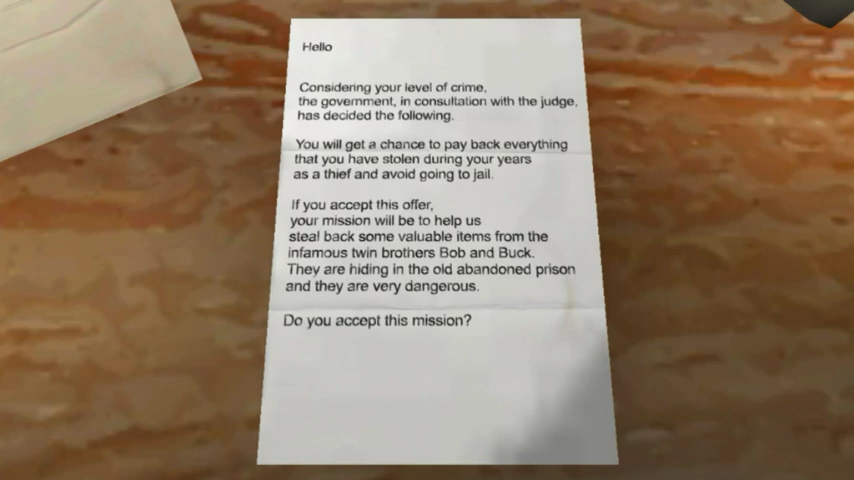 Hello
Considering your level of crime,
the government, in consultation with the judge,
has decided the following.
You will get a chance to pay back everything
that you have stolen during your years
as a thief and avoid going to jail.
If you accept this offer,
your mission will be to help us
steal back some valuable items from the
infamous twin brothers Bob and Buck.
They are hiding in the old abandoned prison
and they are very dangerous.
Do you accept this mission?